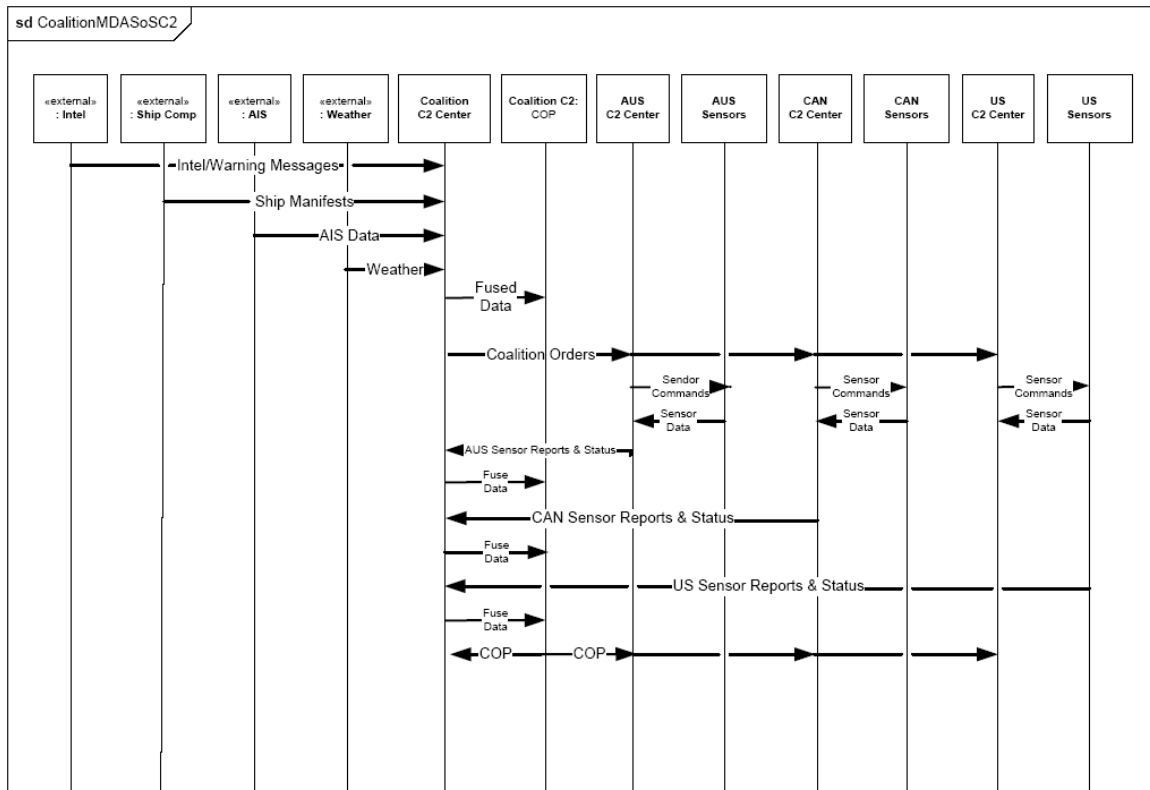 sd CoalitionMDASoSC2
«external»
: Intel
«external»
: Ship Comp
«external»
: AIS
«external»
: Weather
Coalition
C2 Center
Coalition C2:
COP
AUS
C2 Center
AUS
Sensors
CAN
C2 Center
CAN
Sensors
US
C2 Center
US
Sensors
Intel/Warning Messages
Ship Manifests
AIS Data
Weather
Fused
Data
Coalition Orders
Sendor
Commands
Sensor
Commands
Sensor
Commands
Sensor
Data
Sensor
Data
Sensor
Data
AUS Sensor Reports & Status
Fuse
Data
CAN Sensor Reports & Status
Fuse
Data
US Sensor Reports & Status
Fuse
Data
COP
COP